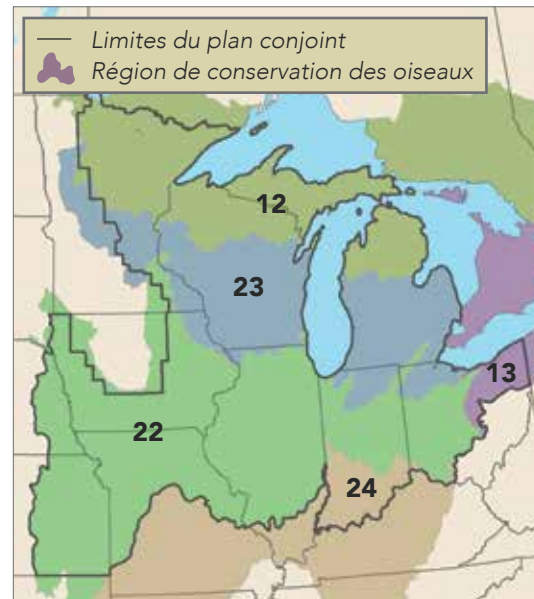 Limites du plan conjoint
Région de conservation des oiseaux
12
23
13
22
24